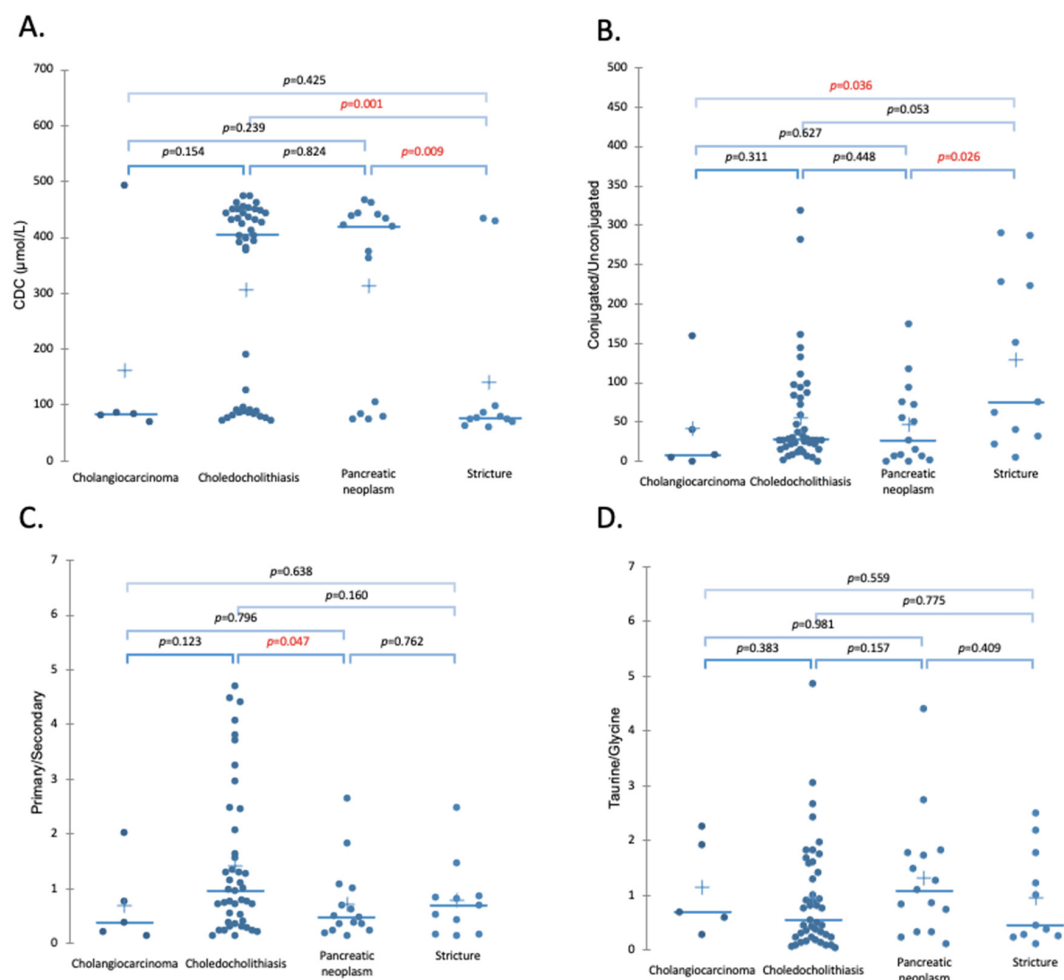 A.
700
600
500
400
300
200
100
0
CDC (µmol/L)
p=0.425
p=0.001
p=0.239
p=0.154
p=0.824
p=0.009
Cholangiocarcinoma
Choledocholithiasis
Pancreatic
neoplasm
Stricture
B.
500
450
400
350
300
250
200
150
100
50
0
Conjugated/Unconjugated
p=0.036
p=0.053
p=0.627
p=0.311
p=0.448
p=0.026
Cholangiocarcinoma
Choledocholithiasis
Pancreatic
neoplasm
Stricture
C.
7
6
5
4
3
2
1
0
Primary/Secondary
p=0.638
p=0.160
p=0.796
p=0.123
p=0.047
p=0.762
Cholangiocarcinoma
Choledocholithiasis
Pancreatic
neoplasm
Stricture
D.
7
6
5
4
3
2
1
0
Taurine/Glycine
p=0.559
p=0.775
p=0.981
p=0.383
p=0.157
p=0.409
Cholangiocarcinoma
Choledocholithiasis
Pancreatic
neoplasm
Stricture